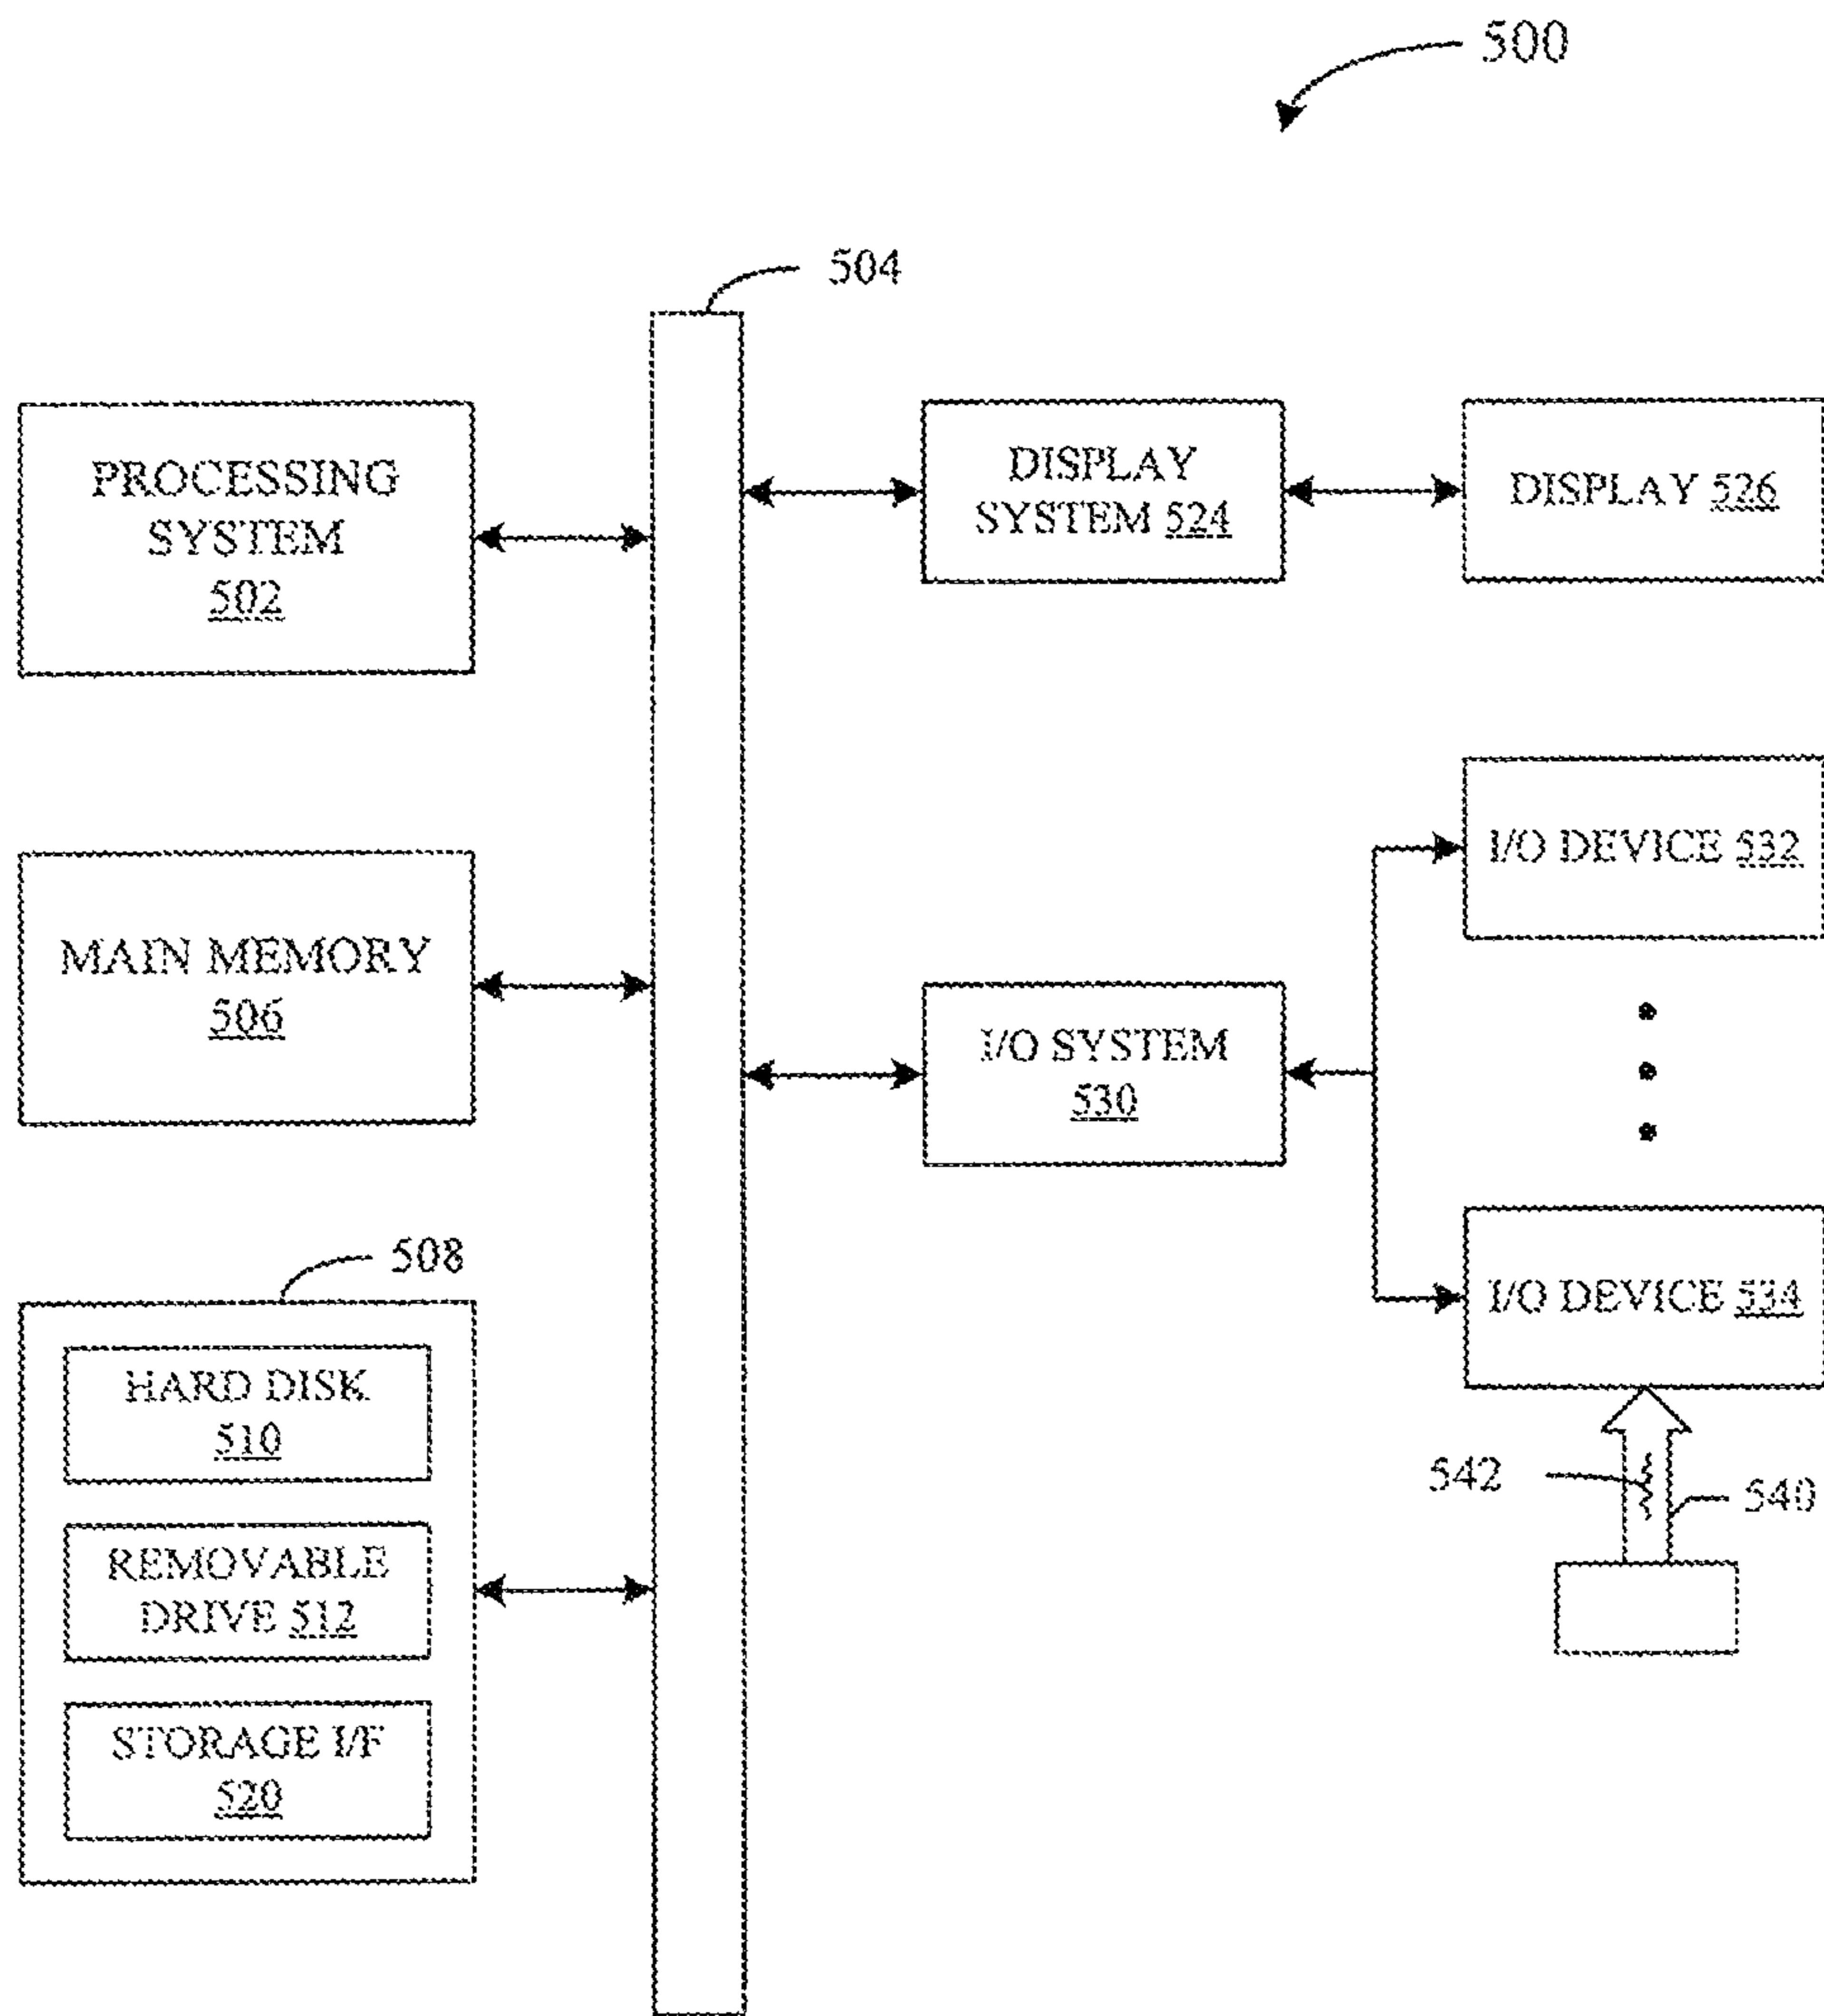 500
504
PROCESSING
SYSTEM
502
DISPLAY
SYSTEM 524
DISPLAY 526
MAIN MEMORY
506
I/O SYSTEM
530
I/O DEVICE 532
I/O DEVICE 534
508
HARD DISK
510
REMOVABLE
DRIVE 512
STORAGE I/F
520
542
540